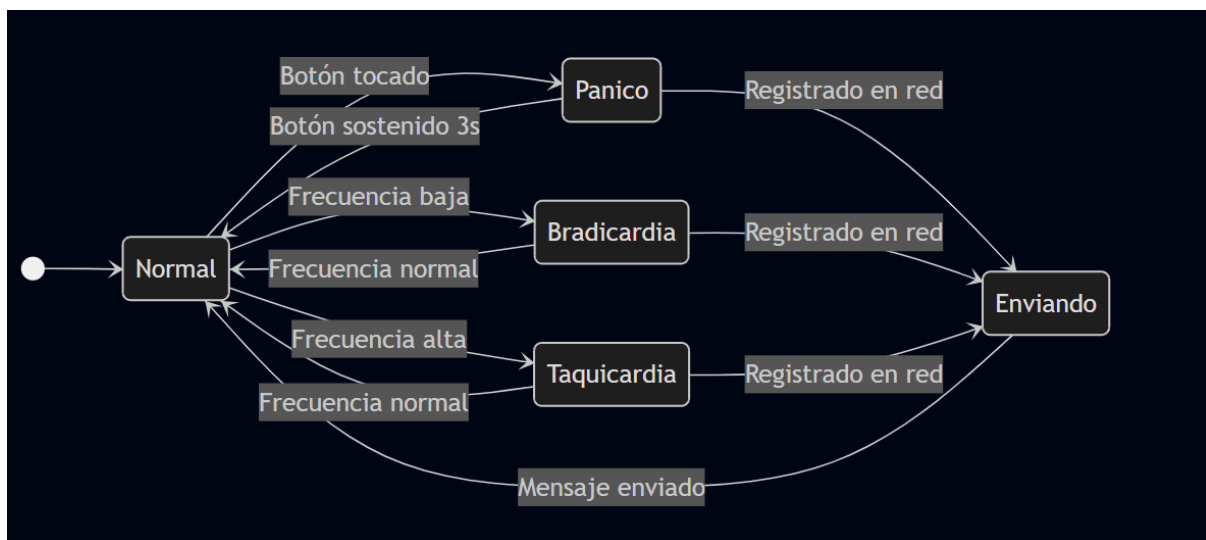 Botón tocado
Panico
Registrado en red
Botón sostenido 3s
Frecuencia baja
Bradicardia
Registrado en red
Normal
Frecuencia normal
Enviando
Frecuencia alta
Taquicardia
Registrado en red
Frecuencia normal
Mensaje enviado